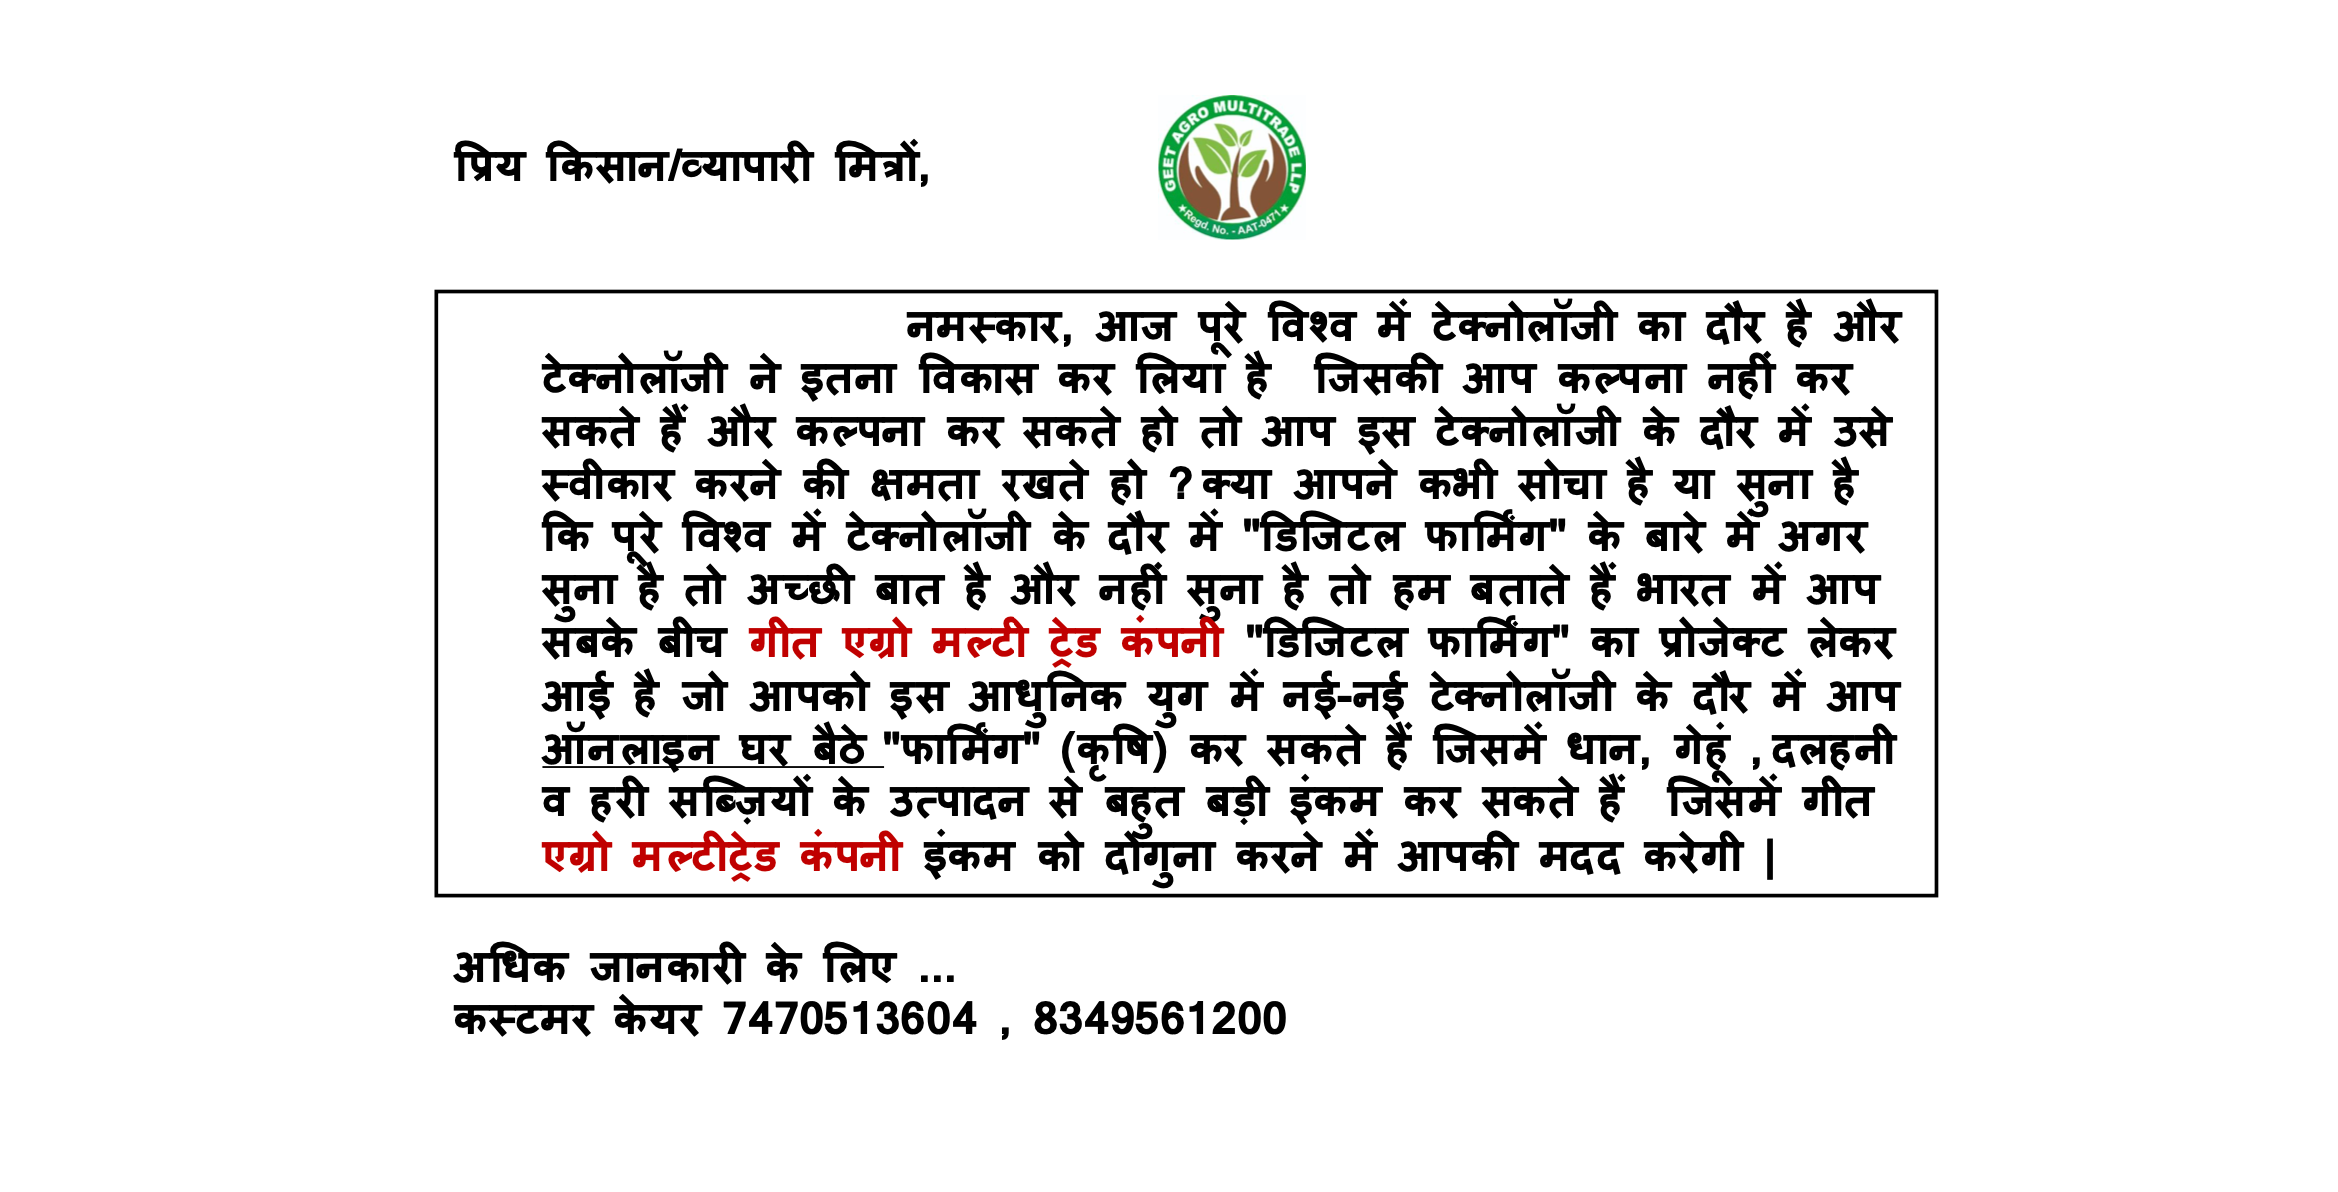 प्रिय किसान/व्यापारी मित्रों,
GEET AGRO MULTITRADE LLP
★Regd. No. - AAT-0471★
नमस्कार, आज पूरे विश्व में टेक्नोलॉजी का दौर है और
टेक्नोलॉजी ने इतना विकास कर लिया है जिसकी आप कल्पना नहीं कर
सकते हैं और कल्पना कर सकते हो तो आप इस टेक्नोलॉजी के दौर में उसे
स्वीकार करने की क्षमता रखते हो ? क्या आपने कभी सोचा है या सुना है
कि पूरे विश्व में टेक्नोलॉजी के दौर में "डिजिटल फार्मिंग" के बारे में अगर
सुना है तो अच्छी बात है और नहीं सुना है तो हम बताते हैं भारत में आप
सबके बीच गीत एग्रो मल्टी ट्रेड कंपनी "डिजिटल फार्मिंग" का प्रोजेक्ट लेकर
आई है जो आपको इस आधुनिक युग में नई-नई टेक्नोलॉजी के दौर में आप
ऑनलाइन घर बैठे "फार्मिंग" (कृषि) कर सकते हैं जिसमें धान, गेहूं , दलहनी
व हरी सब्ज़ियों के उत्पादन से बहुत बड़ी इंकम कर सकते हैं जिसमें गीत
एग्रो मल्टीट्रेड कंपनी इंकम को दोगुना करने में आपकी मदद करेगी |
अधिक जानकारी के लिए ...
कस्टमर केयर 7470513604 , 8349561200